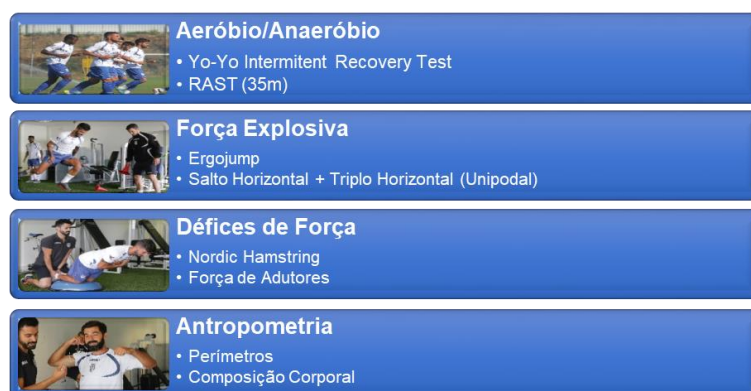 Aeróbio/Anaeróbio
• Yo-Yo Intermitent Recovery Test
• RAST (35m)
Força Explosiva
• Ergojump
• Salto Horizontal + Triplo Horizontal (Unipodal)
Défices de Força
• Nordic Hamstring
• Força de Adutores
Antropometria
• Perímetros
• Composição Corporal